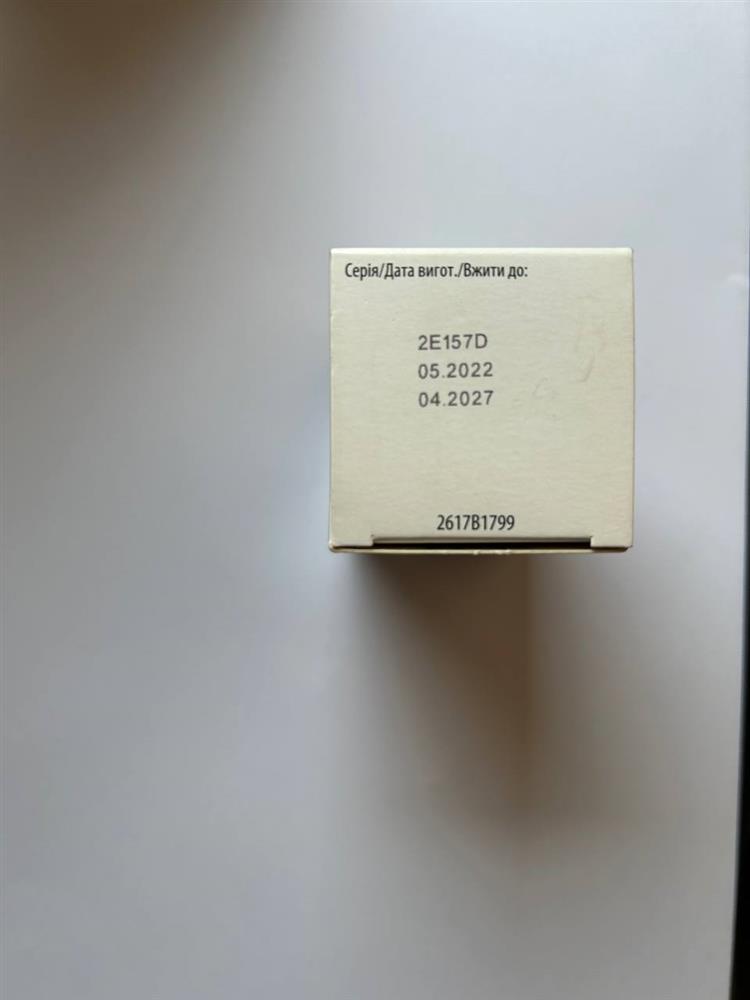 Серія/Дата вигот./Вжити до:
2E157D
05.2022
04.2027
2617B1799